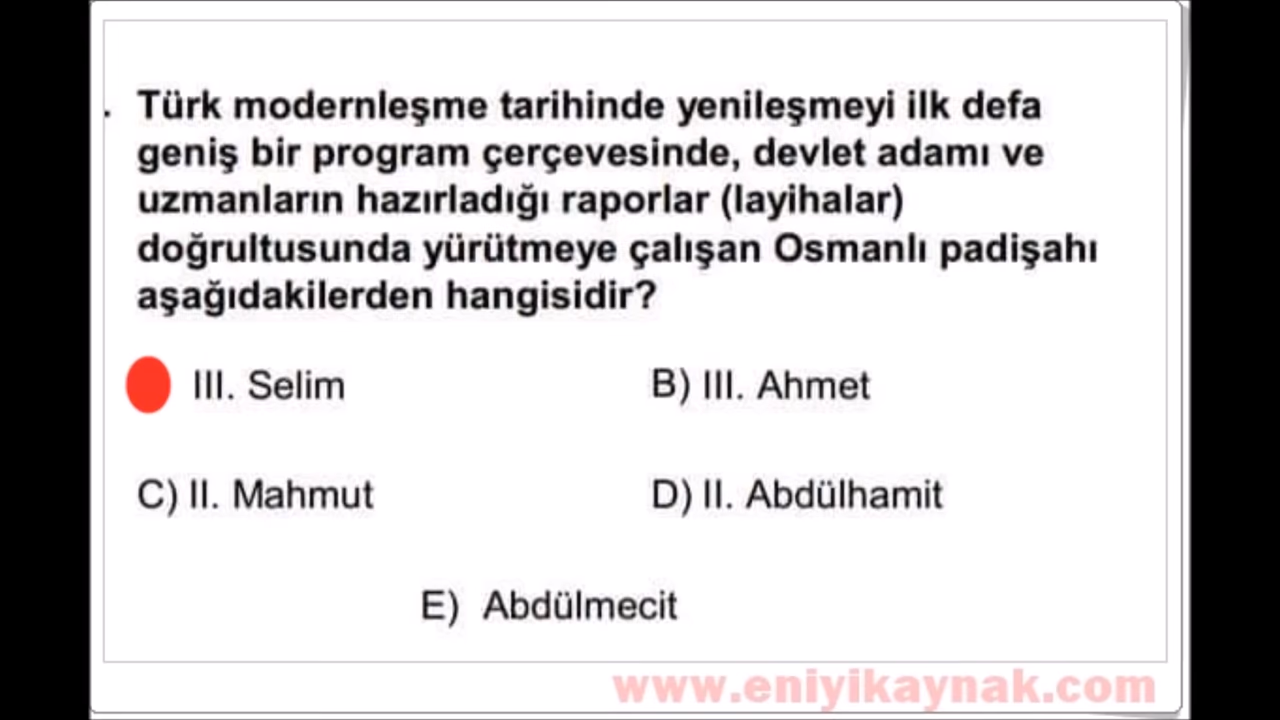 Türk modernleşme tarihinde yenileşmeyi ilk defa
geniş bir program çerçevesinde, devlet adamı ve
uzmanların hazırladığı raporlar (layihalar)
doğrultusunda yürütmeye çalışan Osmanlı padişahı
aşağıdakilerden hangisidir?
III. Selim
B) III. Ahmet
C) II. Mahmut
D) II. Abdülhamit
E) Abdülmecit
www.eniyikaynak.com